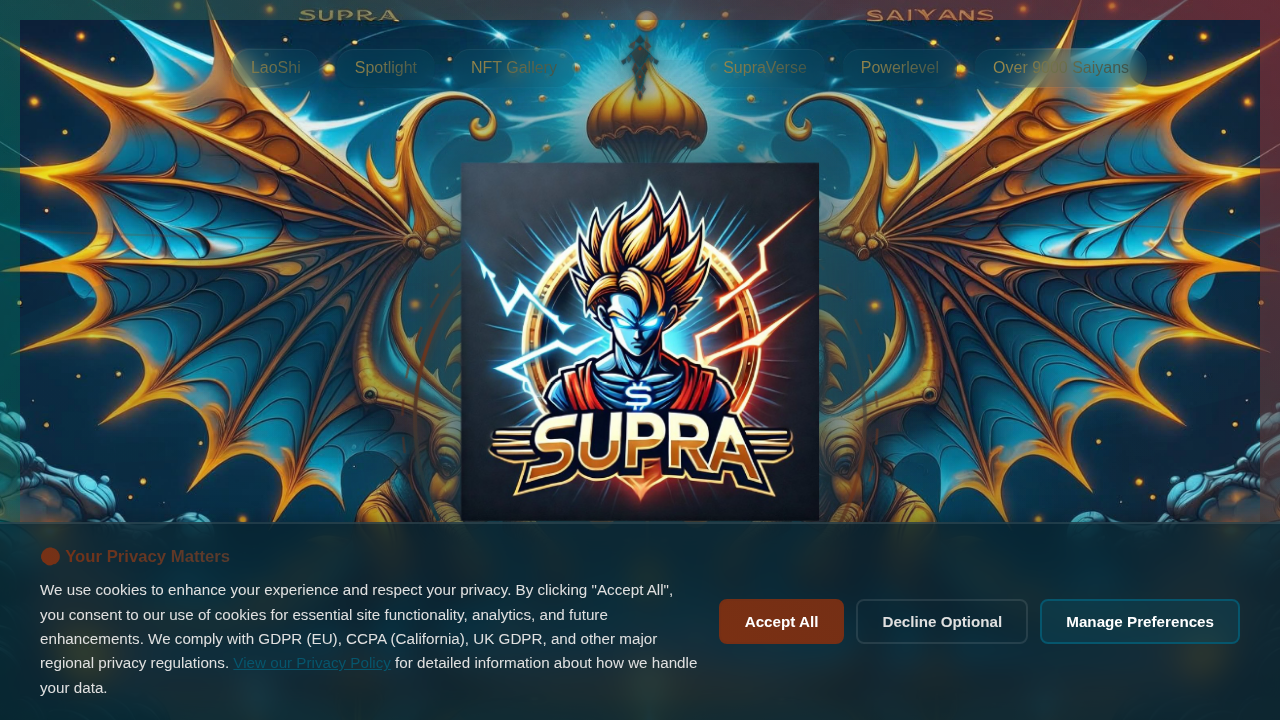 SUPRA SAIYANS
LaoShi Spotlight NFT Gallery SupraVerse Powerlevel Over 9000 Saiyans
$
SUPRA
Your Privacy Matters
We use cookies to enhance your experience and respect your privacy. By clicking "Accept All",
you consent to our use of cookies for essential site functionality, analytics, and future
enhancements. We comply with GDPR (EU), CCPA (California), UK GDPR, and other major
regional privacy regulations. View our Privacy Policy for detailed information about how we handle
your data.
Accept All Decline Optional Manage Preferences